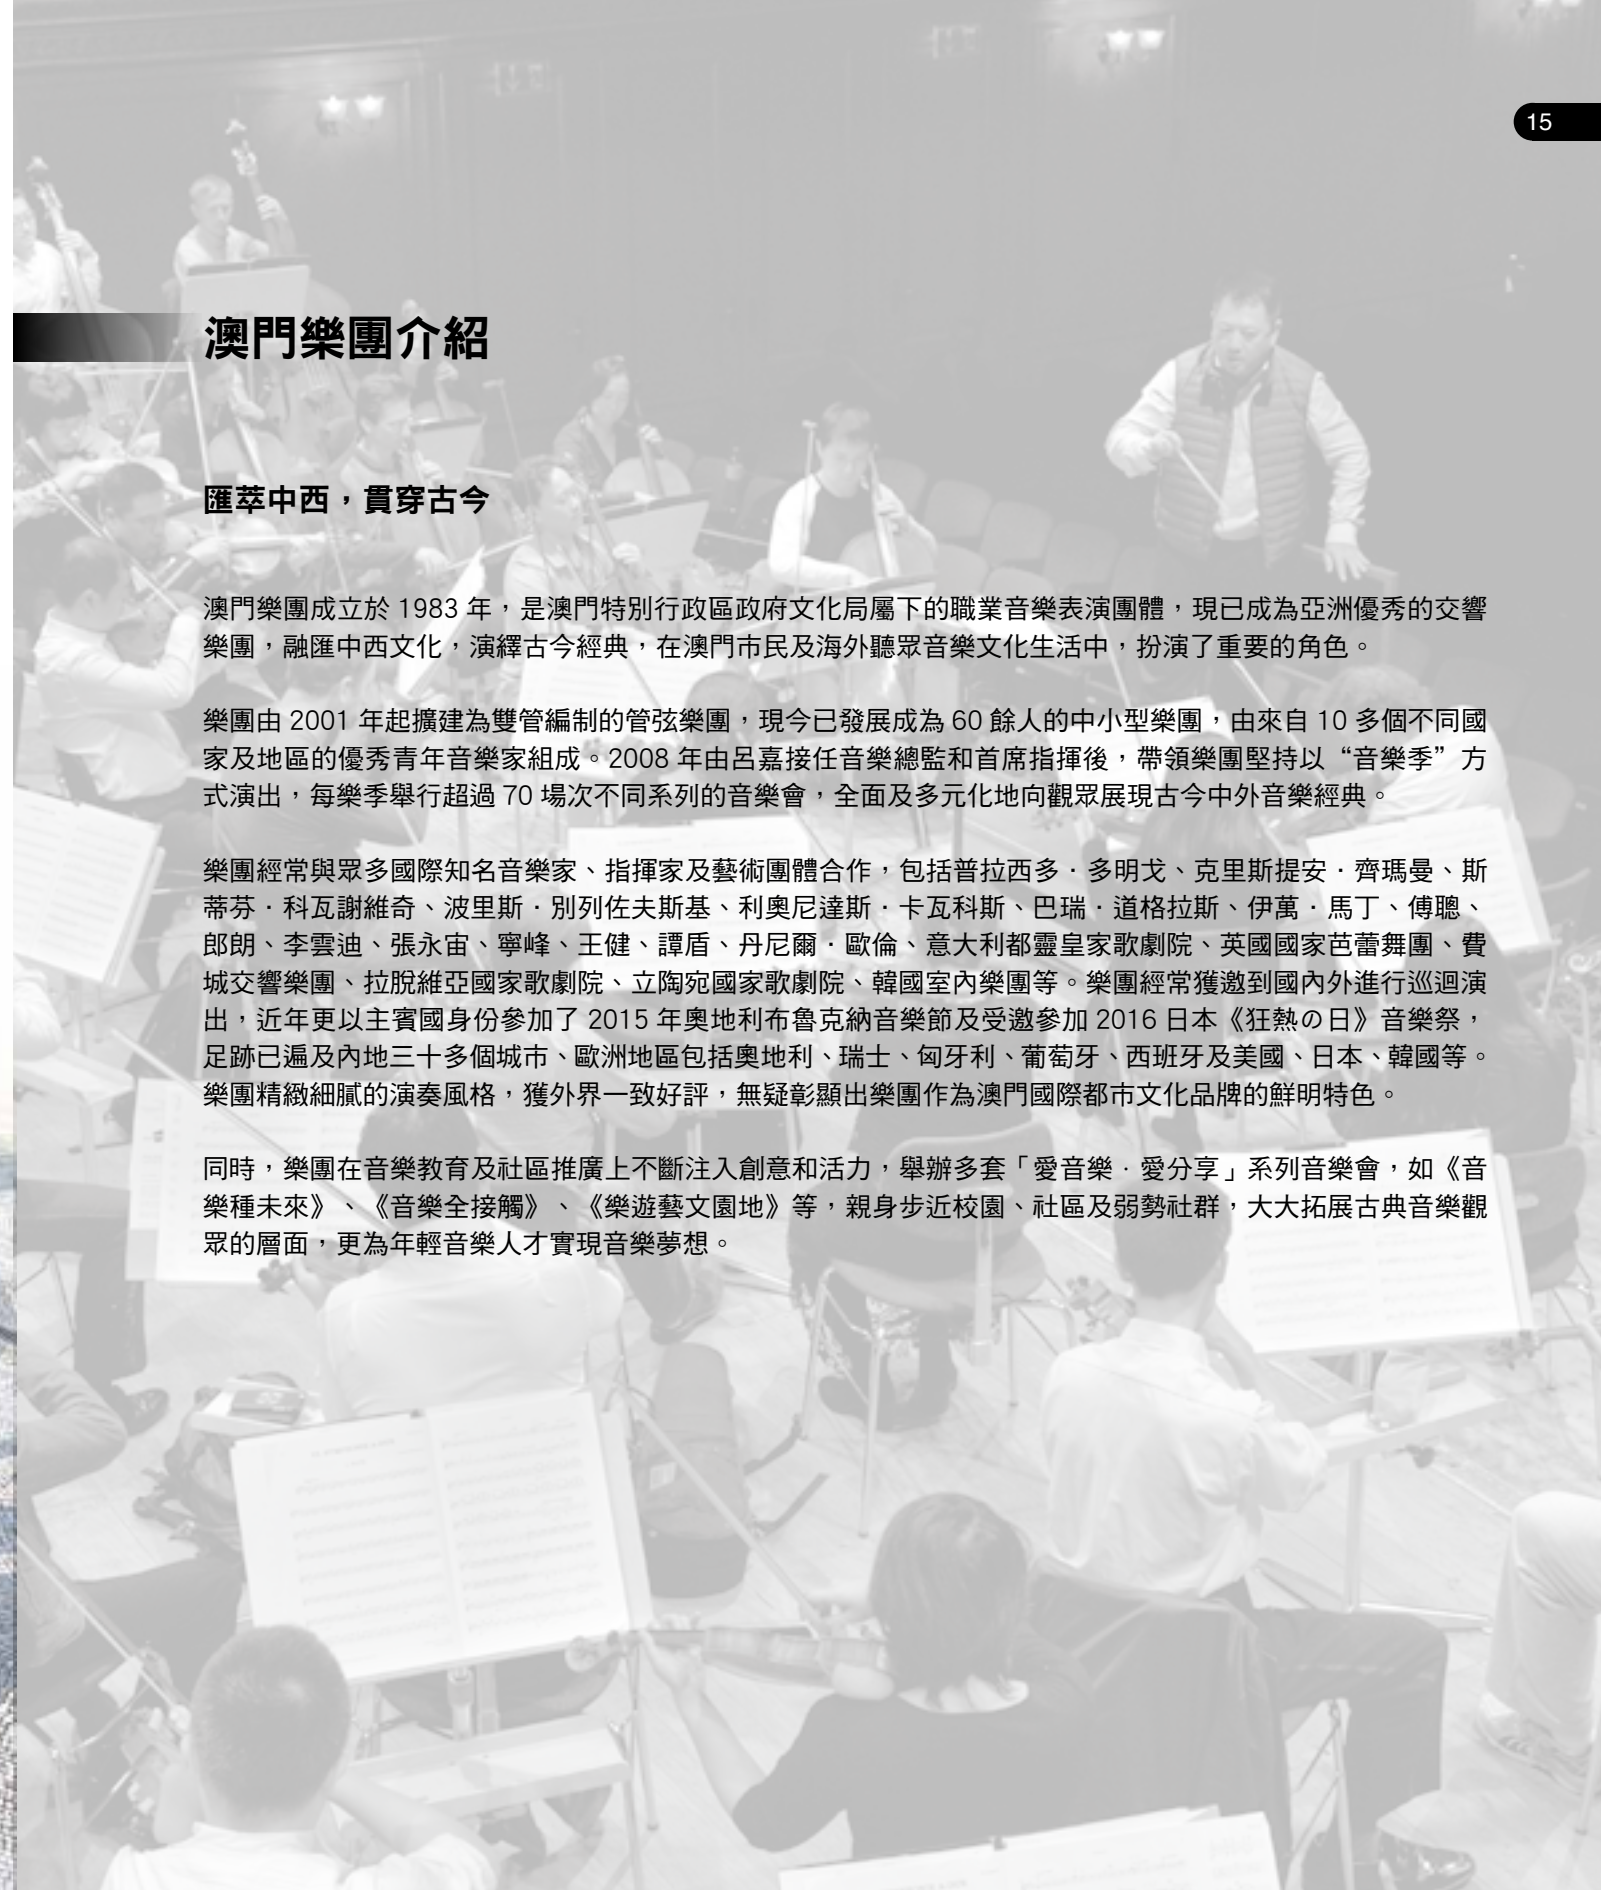 15
澳門樂團介紹
匯萃中西，貫穿古今
澳門樂團成立於 1983 年，是澳門特別行政區政府文化局屬下的職業音樂表演團體，現已成為亞洲優秀的交響
樂團，融匯中西文化，演繹古今經典，在澳門市民及海外聽眾音樂文化生活中，扮演了重要的角色。
樂團由 2001 年起擴建為雙管編制的管弦樂團，現今已發展成為 60 餘人的中小型樂團，由來自 10 多個不同國
家及地區的優秀青年音樂家組成。2008 年由呂嘉接任音樂總監和首席指揮後，帶領樂團堅持以“音樂季”方
式演出，每樂季舉行超過 70 場次不同系列的音樂會，全面及多元化地向觀眾展現古今中外音樂經典。
樂團經常與眾多國際知名音樂家、指揮家及藝術團體合作，包括普拉西多．多明戈、克里斯提安．齊瑪曼、斯
蒂芬．科瓦謝維奇、波里斯．別列佐夫斯基、利奧尼達斯．卡瓦科斯、巴瑞．道格拉斯、伊萬．馬丁、傅聰、
郎朗、李雲迪、張永宙、寧峰、王健、譚盾、丹尼爾．歐倫、意大利都靈皇家歌劇院、英國國家芭蕾舞團、費
城交響樂團、拉脫維亞國家歌劇院、立陶宛國家歌劇院、韓國室內樂團等。樂團經常獲邀到國內外進行巡迴演
出，近年更以主賓國身份參加了 2015 年奧地利布魯克納音樂節及受邀參加 2016 日本《狂熱の日》音樂祭，
足跡已遍及內地三十多個城市、歐洲地區包括奧地利、瑞士、匈牙利、葡萄牙、西班牙及美國、日本、韓國等。
樂團精緻細膩的演奏風格，獲外界一致好評，無疑彰顯出樂團作為澳門國際都市文化品牌的鮮明特色。
同時，樂團在音樂教育及社區推廣上不斷注入創意和活力，舉辦多套「愛音樂．愛分享」系列音樂會，如《音
樂種未來》、《音樂全接觸》、《樂遊藝文園地》等，親身步近校園、社區及弱勢社群，大大拓展古典音樂觀
眾的層面，更為年輕音樂人才實現音樂夢想。